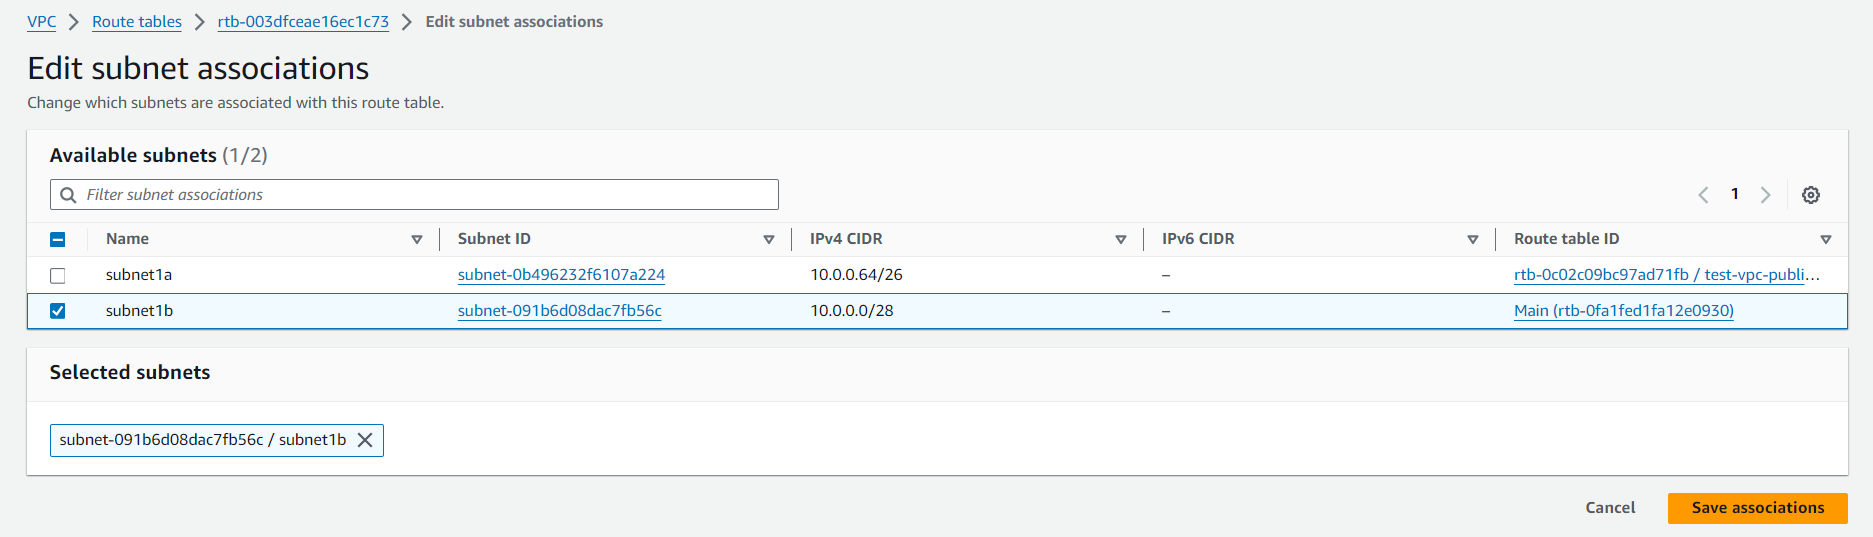 VPC > Route tables > rtb-003dfceae16ec1c73 > Edit subnet associations
Edit subnet associations
Change which subnets are associated with this route table.
Available subnets (1/2)
Filter subnet associations
1
Name Subnet ID IPv4 CIDR IPv6 CIDR Route table ID
subnet1a subnet-0b496232f6107a224 10.0.0.64/26 – rtb-0c02c09bc97ad71fb / test-vpc-publi...
subnet1b subnet-091b6d08dac7fb56c 10.0.0.0/28 – Main (rtb-0fa1fed1fa12e0930)
Selected subnets
subnet-091b6d08dac7fb56c / subnet1b
Cancel Save associations